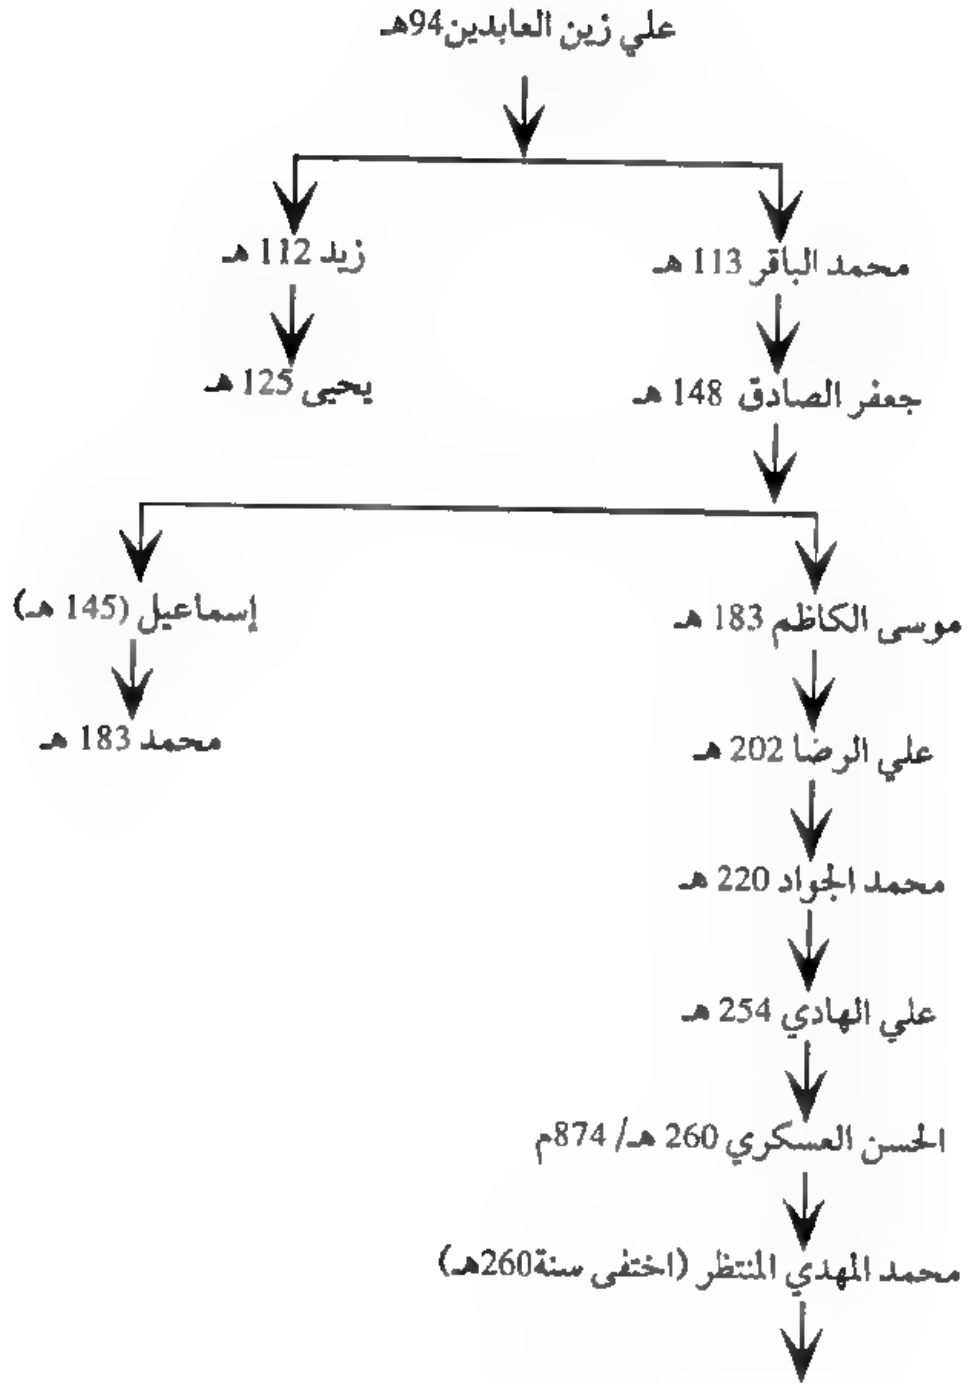 علي زين العابدين94هـ
محمد الباقر 113 هـ
زيد 112 هـ
جعفر الصادق 148 هـ
يحيى 125 هـ
موسى الكاظم 183 هـ
إسماعيل (145 هـ)
علي الرضا 202 هـ
محمد 183 هـ
محمد الجواد 220 هـ
علي الهادي 254 هـ
الحسن العسكري 260 هـ/ 874م
محمد المهدي المنتظر (اختفى سنة260هـ)